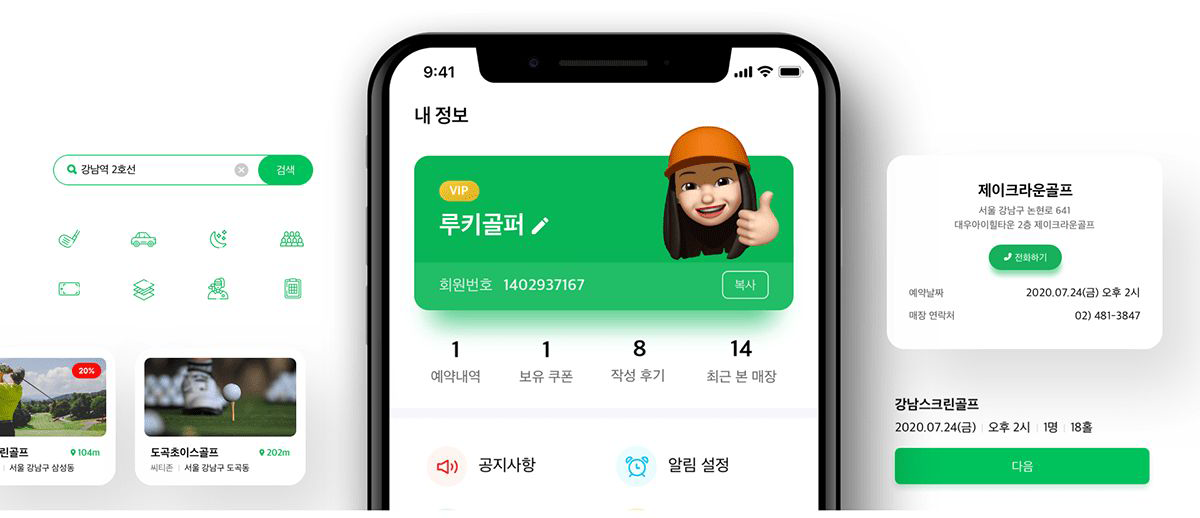 강남역 2호선
검색
20%
린골프
104m
서울 강남구 삼성동
도곡초이스골프
202m
씨티존 | 서울 강남구 도곡동
9:41
내 정보
VIP
루키골퍼
회원번호 1402937167
복사
1
예약내역
1
보유 쿠폰
8
작성 후기
14
최근 본 매장
공지사항
알림 설정
제이크라운골프
서울 강남구 논현로 641
대우아이빌타운 2층 제이크라운골프
전화하기
예약날짜
2020.07.24(금) 오후 2시
매장 연락처
02) 481-3847
강남스크린골프
2020.07.24(금) | 오후 2시 | 1명 | 18홀
다음